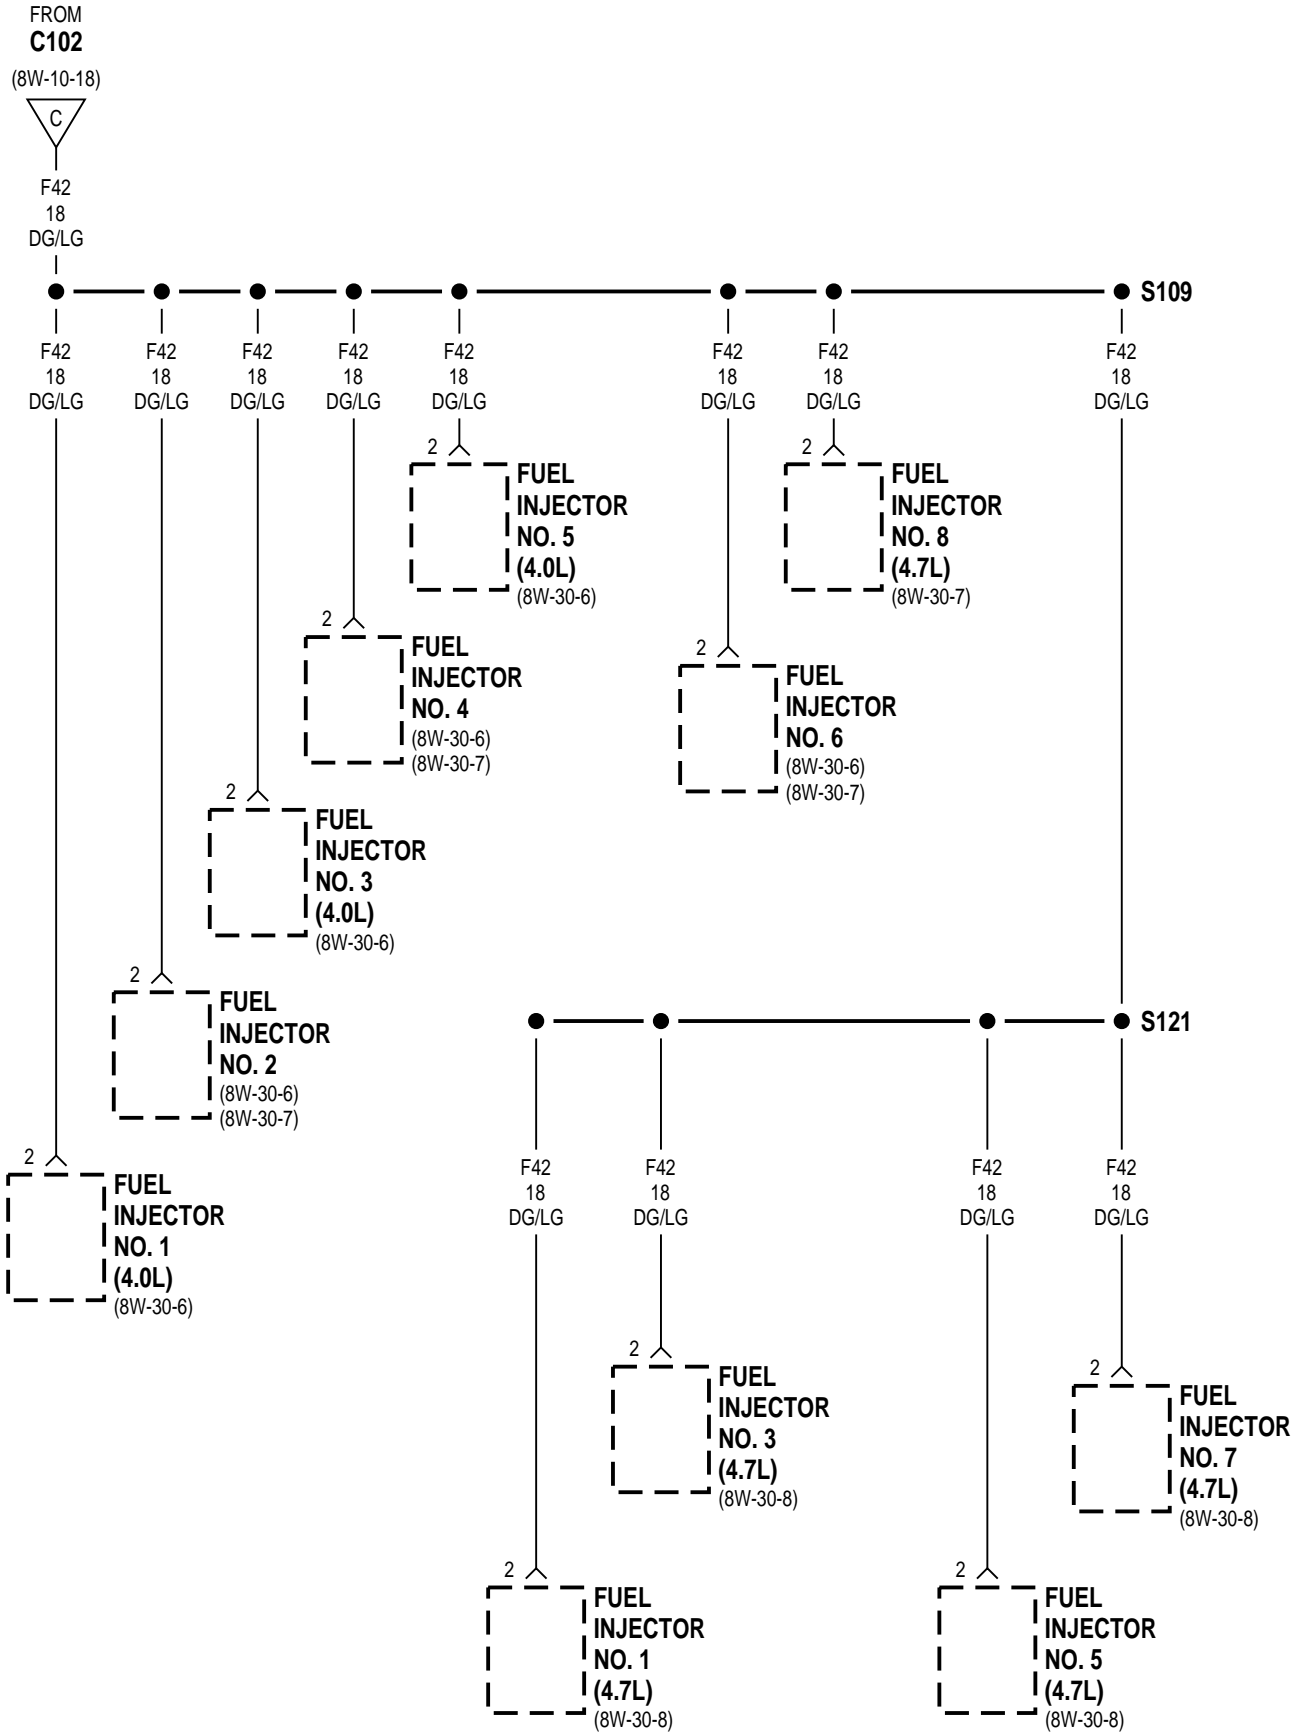 FROM
C102
(8W-10-18)
C
F42
18
DG/LG
S109
F42
18
DG/LG
F42
18
DG/LG
F42
18
DG/LG
F42
18
DG/LG
F42
18
DG/LG
F42
18
DG/LG
F42
18
DG/LG
F42
18
DG/LG
2
FUEL
INJECTOR
NO. 5
(4.0L)
(8W-30-6)
2
FUEL
INJECTOR
NO. 8
(4.7L)
(8W-30-7)
2
FUEL
INJECTOR
NO. 4
(8W-30-6)
(8W-30-7)
2
FUEL
INJECTOR
NO. 6
(8W-30-6)
(8W-30-7)
2
FUEL
INJECTOR
NO. 3
(4.0L)
(8W-30-6)
2
FUEL
INJECTOR
NO. 2
(8W-30-6)
(8W-30-7)
S121
2
FUEL
INJECTOR
NO. 1
(4.0L)
(8W-30-6)
F42
18
DG/LG
F42
18
DG/LG
F42
18
DG/LG
F42
18
DG/LG
2
FUEL
INJECTOR
NO. 3
(4.7L)
(8W-30-8)
2
FUEL
INJECTOR
NO. 7
(4.7L)
(8W-30-8)
2
FUEL
INJECTOR
NO. 1
(4.7L)
(8W-30-8)
2
FUEL
INJECTOR
NO. 5
(4.7L)
(8W-30-8)